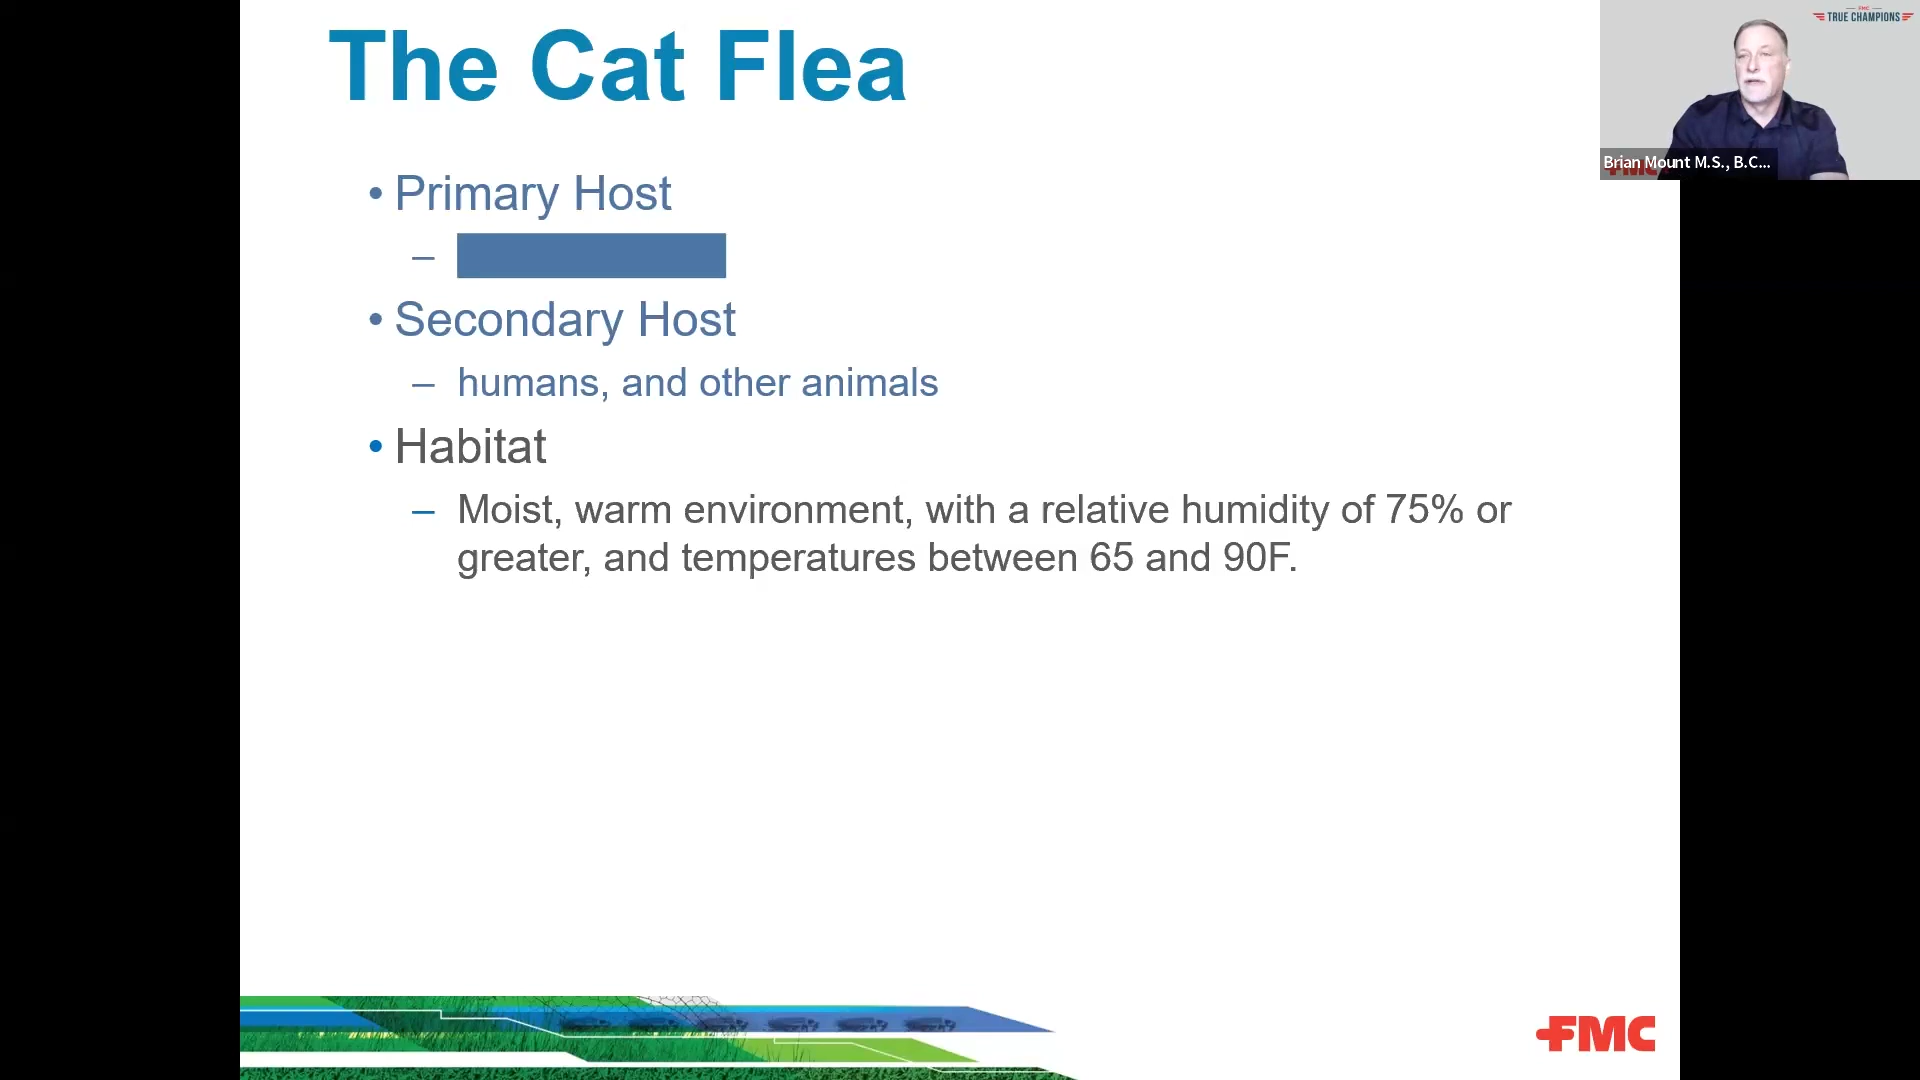 The Cat Flea
• Primary Host
–
• Secondary Host
– humans, and other animals
• Habitat
– Moist, warm environment, with a relative humidity of 75% or
greater, and temperatures between 65 and 90F.
FMC
TRUE CHAMPIONS
Brian Mount M.S., B.C...
FMC